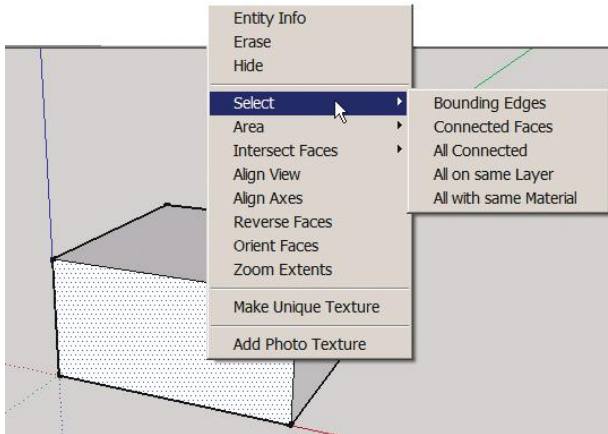 Entity Info
Erase
Hide
Select
Area
Intersect Faces
Align View
Align Axes
Reverse Faces
Orient Faces
Zoom Extents
Make Unique Texture
Add Photo Texture
Bounding Edges
Connected Faces
All Connected
All on same Layer
All with same Material